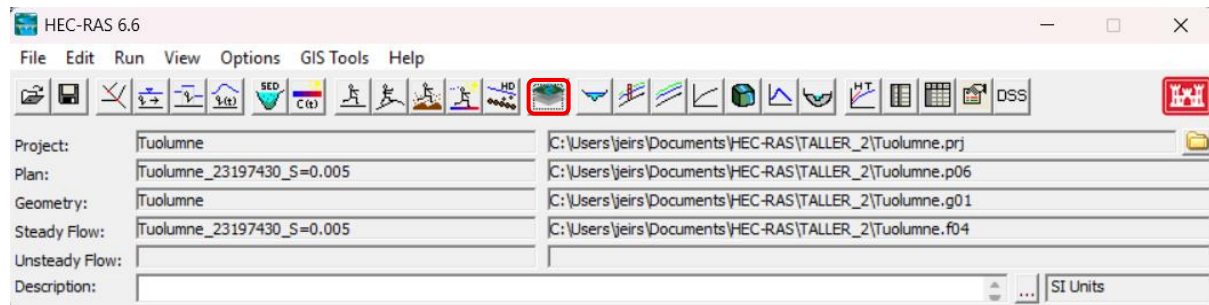 HEC-RAS 6.6
File Edit Run View Options GIS Tools Help
SED C(t) HD HT DSS
Project: Tuolumne C:\Users\jeirs\Documents\HEC-RAS\TALLER_2\Tuolumne.prj
Plan: Tuolumne_23197430_S=0.005 C:\Users\jeirs\Documents\HEC-RAS\TALLER_2\Tuolumne.p06
Geometry: Tuolumne C:\Users\jeirs\Documents\HEC-RAS\TALLER_2\Tuolumne.g01
Steady Flow: Tuolumne_23197430_S=0.005 C:\Users\jeirs\Documents\HEC-RAS\TALLER_2\Tuolumne.f04
Unsteady Flow:
Description: ... SI Units